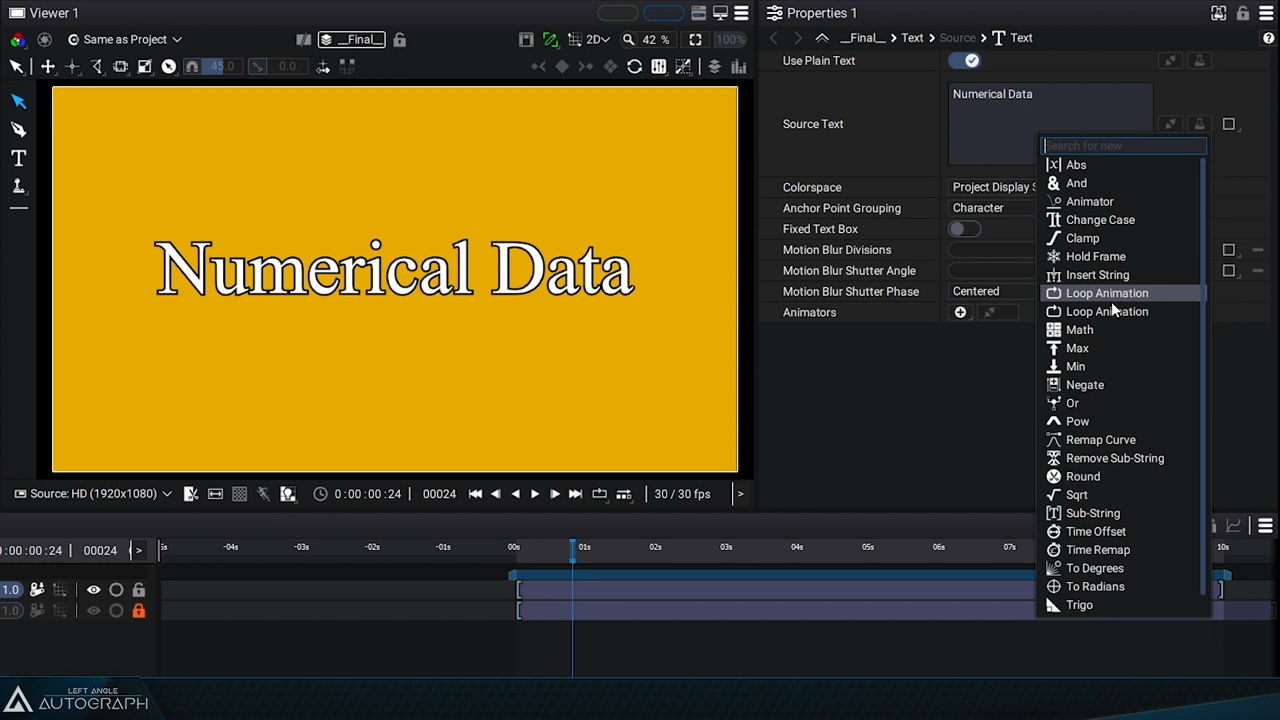 Viewer 1
Same as Project
__Final__
2D
42 %
100%
45.0
0.0
Numerical Data
Source: HD (1920x1080)
0:00:00:24
00024
30 / 30 fps
>
Properties 1
__Final__ > Text > Source > Text
Use Plain Text
Source Text
Numerical Data
Colorspace
Project Display S
Anchor Point Grouping
Character
Fixed Text Box
Motion Blur Divisions
Motion Blur Shutter Angle
Motion Blur Shutter Phase
Centered
Animators
Search for new
Abs
And
Animator
Change Case
Clamp
Hold Frame
Insert String
Loop Animation
Loop Animation
Math
Max
Min
Negate
Or
Pow
Remap Curve
Remove Sub-String
Round
Sqrt
Sub-String
Time Offset
Time Remap
To Degrees
To Radians
Trigo
0:00:00:24
00024
>
-04s
-03s
-02s
-01s
00s
01s
02s
03s
04s
05s
06s
07s
10s
1.0
1.0
LEFT ANGLE
AUTOGRAPH